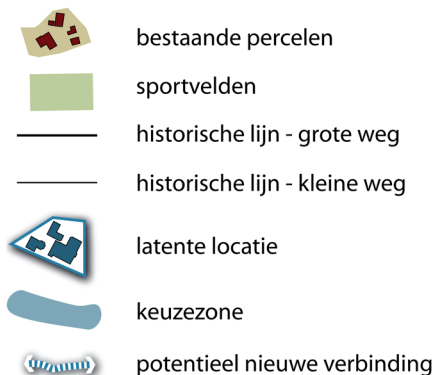 bestaande percelen
sportvelden
historische lijn - grote weg
historische lijn - kleine weg
latente locatie
keuzezone
potentieel nieuwe verbinding